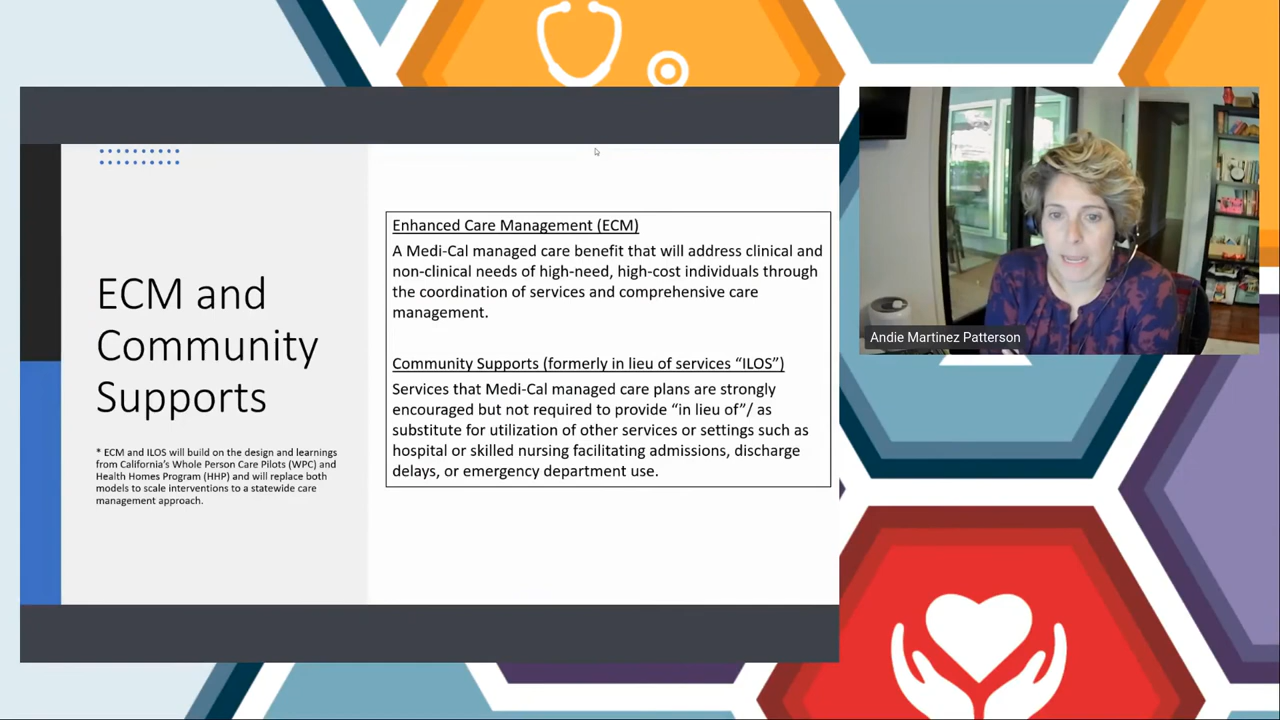 ECM and
Community
Supports
* ECM and ILOS will build on the design and learnings
from California's Whole Person Care Pilots (WPC) and
Health Homes Program (HHP) and will replace both
models to scale interventions to a statewide care
management approach.
Enhanced Care Management (ECM)
A Medi-Cal managed care benefit that will address clinical and
non-clinical needs of high-need, high-cost individuals through
the coordination of services and comprehensive care
management.
Community Supports (formerly in lieu of services “ILOS”)
Services that Medi-Cal managed care plans are strongly
encouraged but not required to provide “in lieu of”/ as
substitute for utilization of other services or settings such as
hospital or skilled nursing facilitating admissions, discharge
delays, or emergency department use.
Andie Martinez Patterson